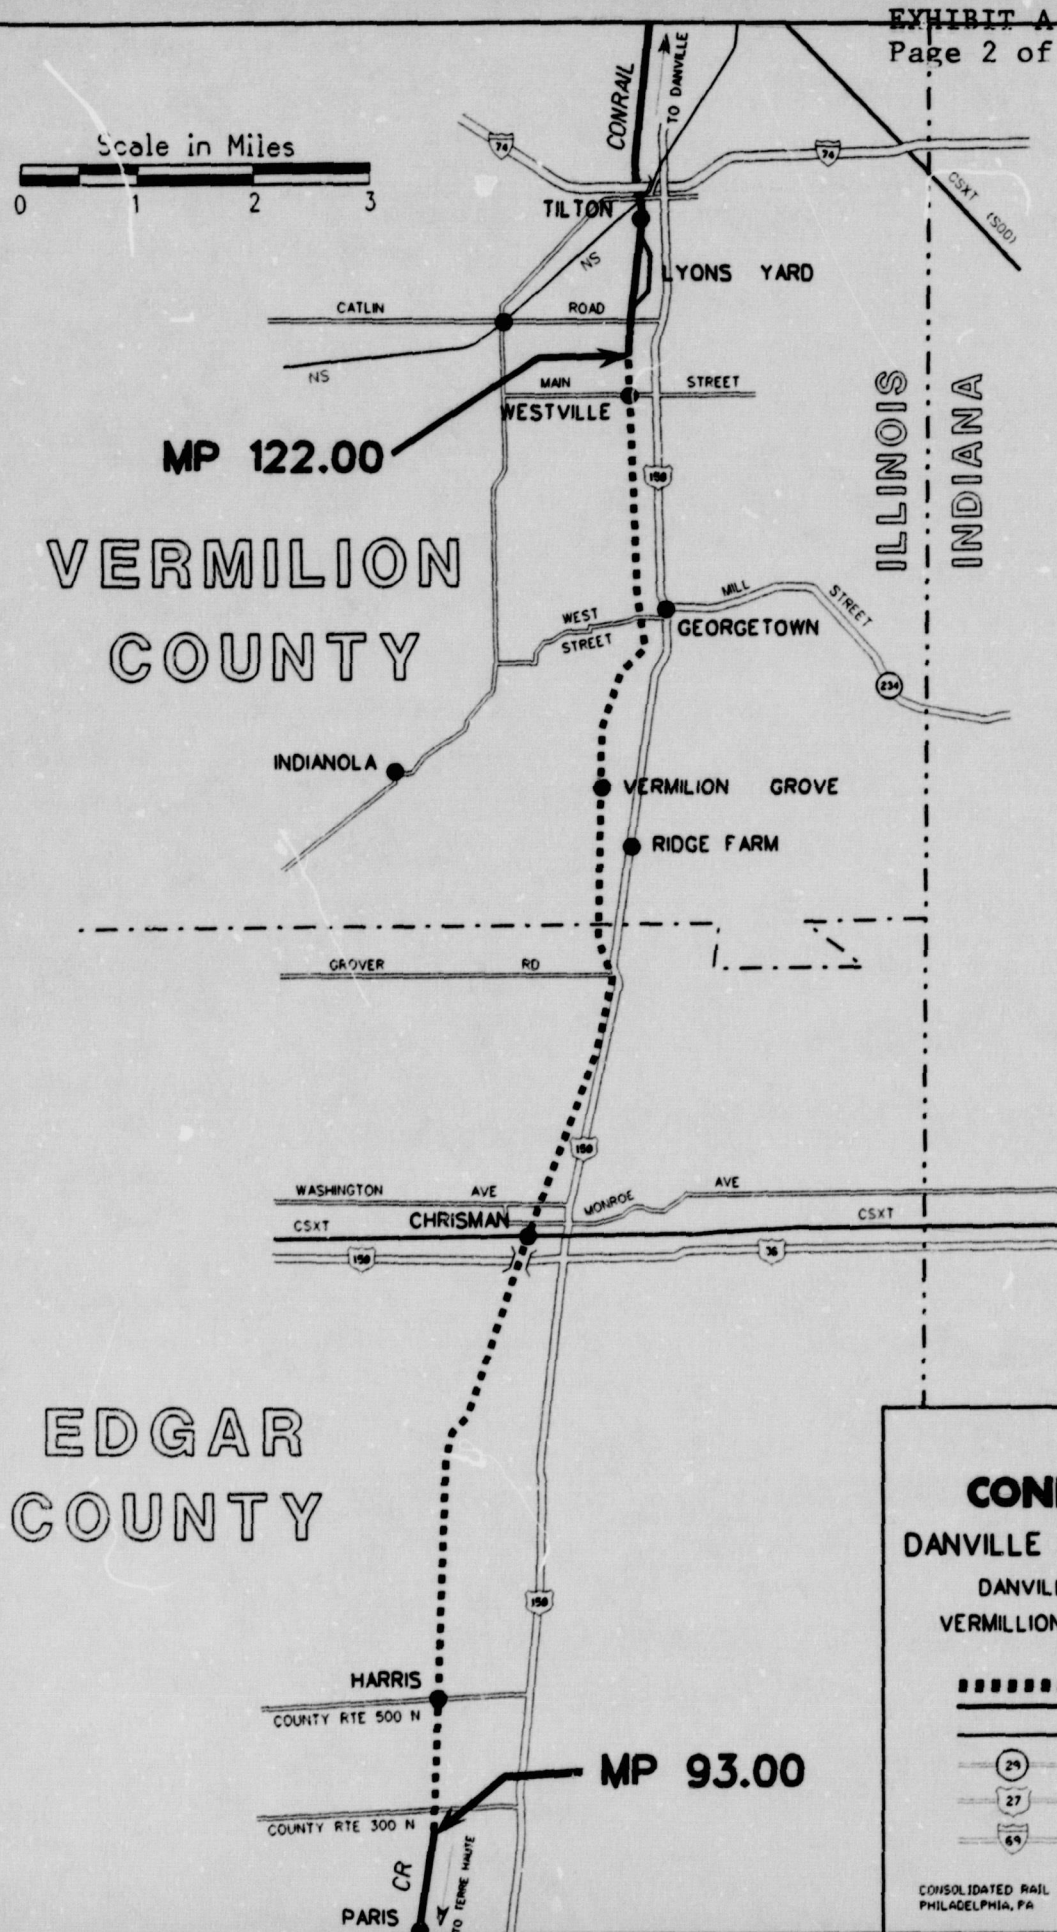 EXHIBIT A
Page 2 of
Scale in Miles
0 1 2 3
CONRAIL
TO DANVILLE
74
74
CSXT (SOO)
TILTON
NS
LYONS YARD
CATLIN ROAD
NS
MAIN STREET
WESTVILLE
MP 122.00
150
ILLINOIS
INDIANA
VERMILION
COUNTY
WEST
STREET
MILL STREET
GEORGETOWN
234
INDIANOLA
VERMILION GROVE
RIDGE FARM
GROVER RD
150
WASHINGTON AVE
MONROE AVE
CSXT
CHRISMAN
CSXT
150
36
EDGAR
COUNTY
150
HARRIS
COUNTY RTE 500 N
MP 93.00
COUNTY RTE 300 N
CR
TO TERRE HAUTE
PARIS
DANVILLE
VERMILLION
29
27
69
CONSOLIDATED RAIL
PHILADELPHIA, PA